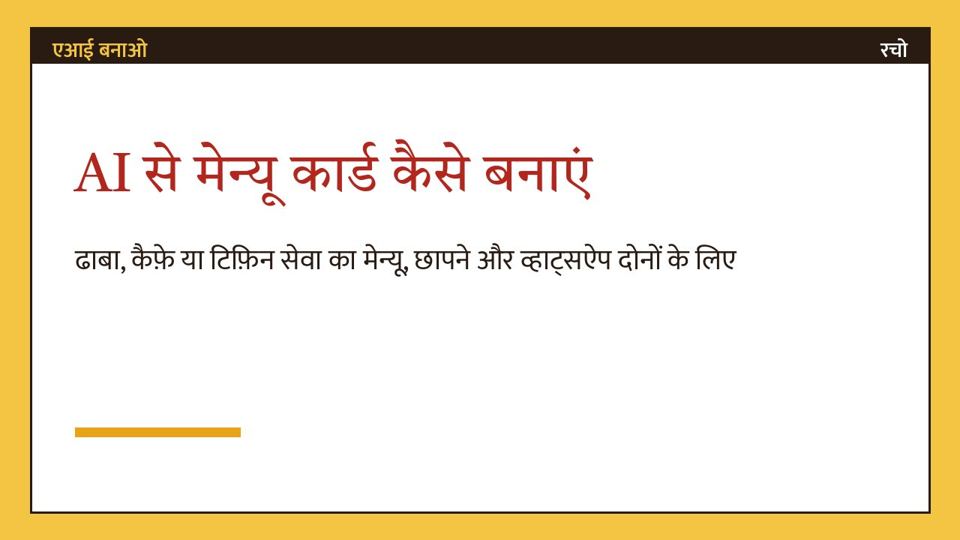 एआई बनाओ
रचो
AI से मेन्यू कार्ड कैसे बनाएं
ढाबा, कैफ़े या टिफ़िन सेवा का मेन्यू, छापने और व्हाट्सऐप दोनों के लिए